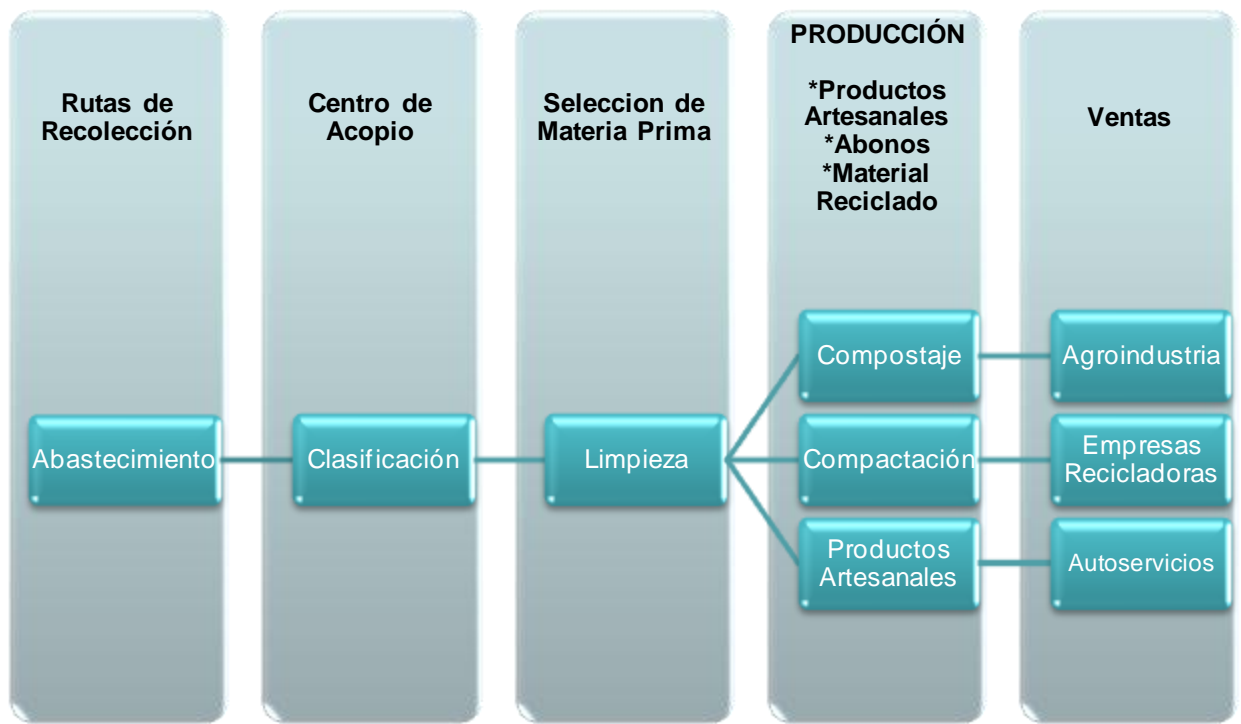 Rutas de
Recolección
Centro de
Acopio
Seleccion de
Materia Prima
PRODUCCIÓN
*Productos
Artesanales
*Abonos
*Material
Reciclado
Ventas
Abastecimiento
Clasificación
Limpieza
Compostaje
Agroindustria
Compactación
Empresas
Recicladoras
Productos
Artesanales
Autoservicios